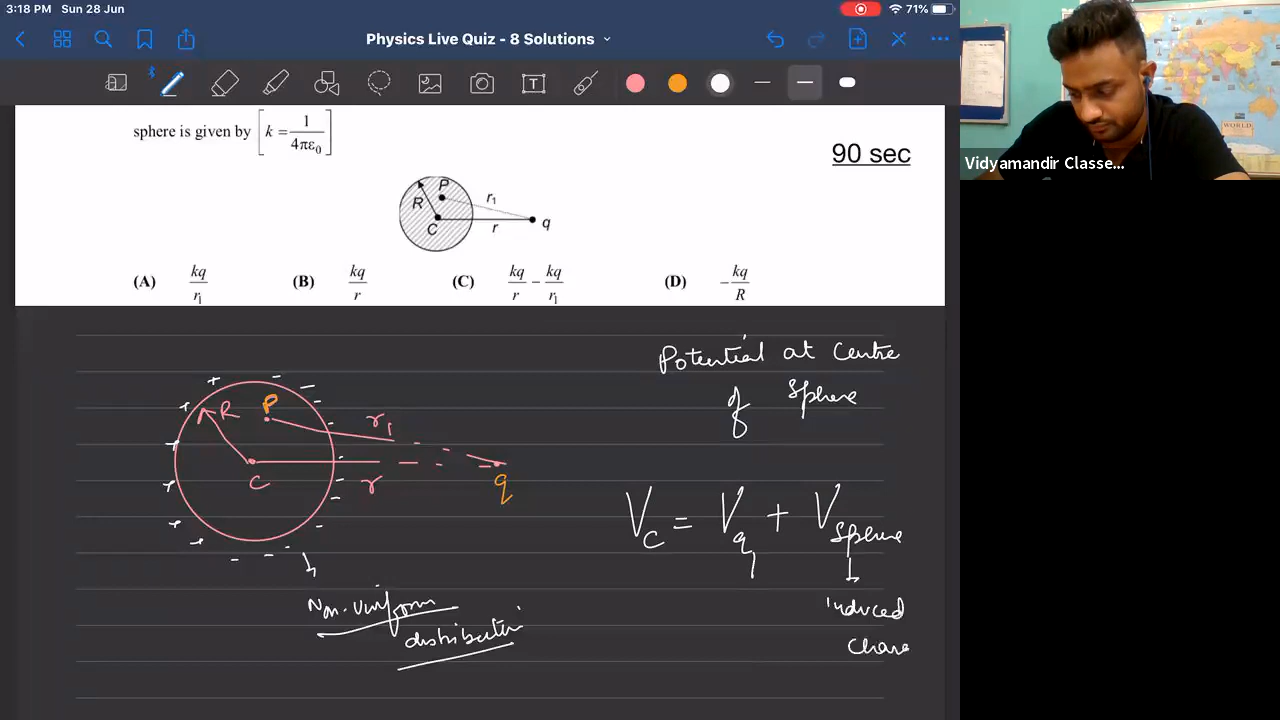 3:18 PM Sun 28 Jun
71%
Physics Live Quiz - 8 Solutions
sphere is given by [k = 1/4πε₀]
90 sec
P
R
r₁
C
r
q
(A) kq/r₁ (B) kq/r (C) kq/r − kq/r₁ (D) −kq/R
Potential at Centre
of Sphere
P
R
r₁
C
r
q
V_C = V_q + V_Sphere
induced
Non-uniform
distribution
WORLD
Vidyamandir Classe...